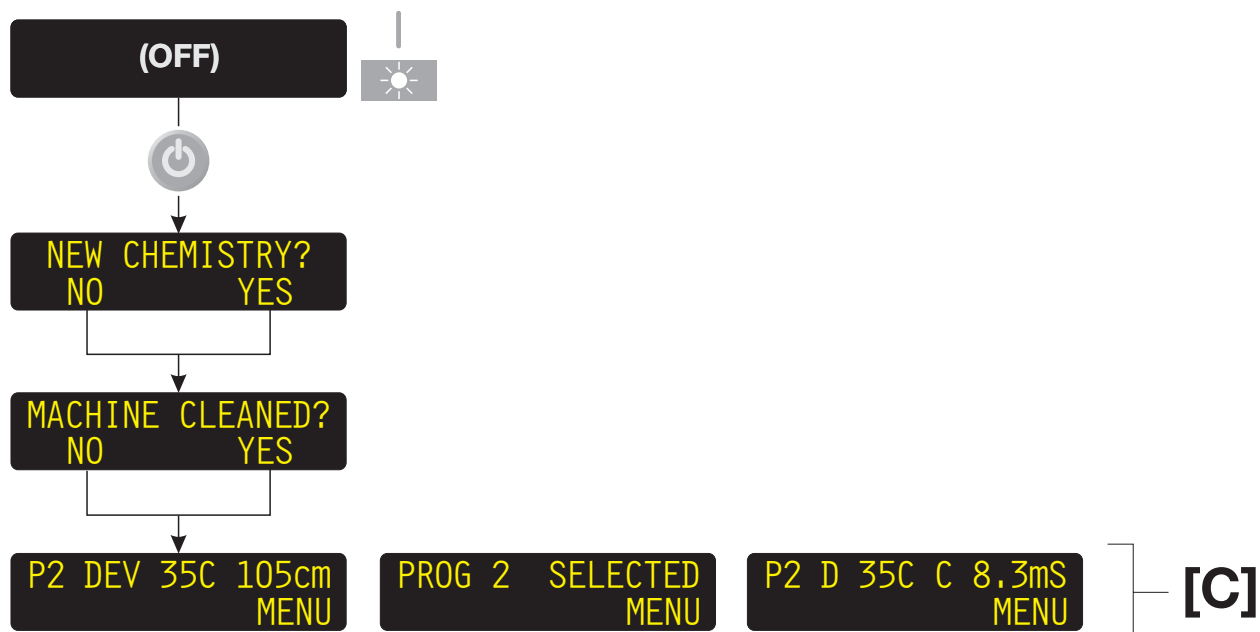 (OFF)
NEW CHEMISTRY?
NO YES
MACHINE CLEANED?
NO YES
P2 DEV 35C 105cm
MENU
PROG 2 SELECTED
MENU
P2 D 35C C 8.3mS
MENU
[C]